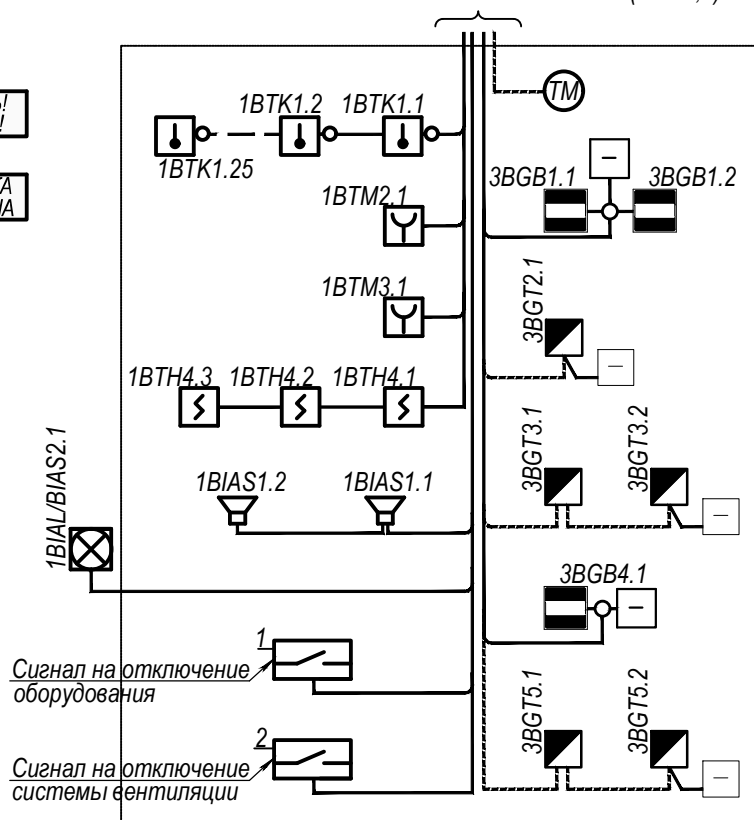 TM
1BTK1.2
1BTK1.1
1BTK1.25
3BGB1.1
3BGB1.2
1BTM2.1
3BGT2.1
1BTM3.1
1BTH4.3
1BTH4.2
1BTH4.1
3BGT3.1
3BGT3.2
1BIAL/BIAS2.1
1BIAS1.2
1BIAS1.1
3BGB4.1
1
Сигнал на отключение
оборудования
3BGT5.1
3BGT5.2
2
Сигнал на отключение
системы вентиляции